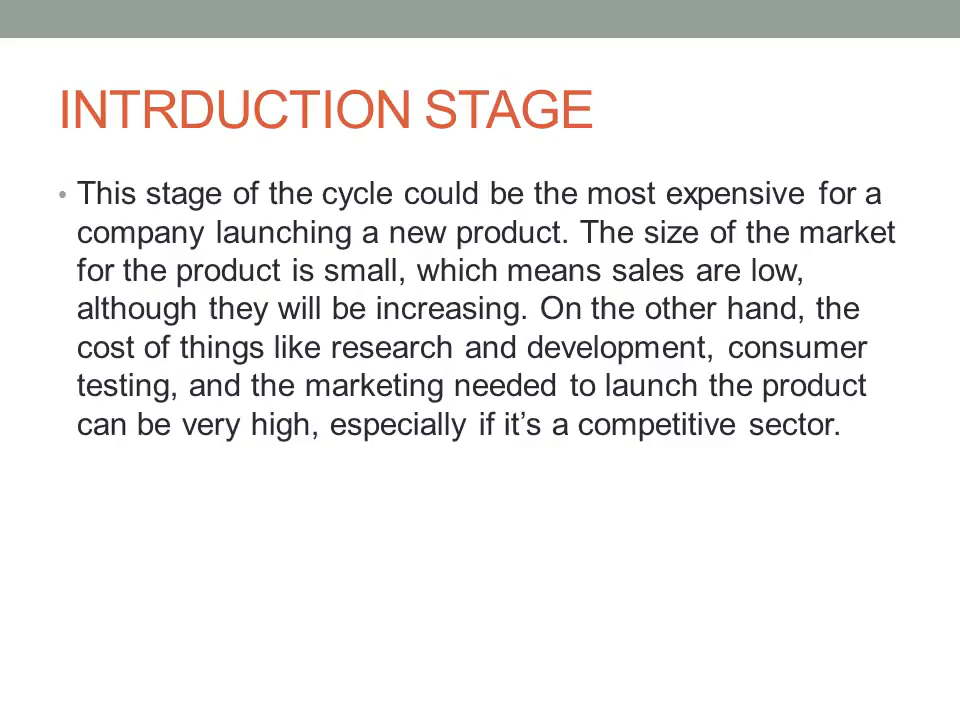 INTRDUCTION STAGE
• This stage of the cycle could be the most expensive for a
company launching a new product. The size of the market
for the product is small, which means sales are low,
although they will be increasing. On the other hand, the
cost of things like research and development, consumer
testing, and the marketing needed to launch the product
can be very high, especially if it’s a competitive sector.